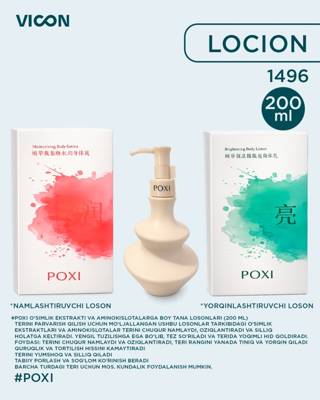 VICON
LOCION
1496
200
ml
Moisturizing Body Lotion
Brightening Body Lotion
润
亮
POXI
POXI
POXI
*NAMLASHTIRUVCHI LOSON
*YORQINLASHTIRUVCHI LOSON
#POXI O'SIMLIK EKSTRAKTI VA AMINOKISLOTALARGA BOY TANA LOSONLARI (200 ML)
TERINI PARVARISH QILISH UCHUN MO'LJALLANGAN USHBU LOSONLAR TARKIBIDAGI O'SIMLIK
EKSTRAKTLARI VA AMINOKISLOTALAR TERINI CHUQUR NAMLAYDI, OZIQLANTIRADI VA SILLIQ
HOLATGA KELTIRADI. YENGIL TUZILISHGA EGA BO'LIB, TEZ SO'RILADI VA TERIDA YOQIMLI HID QOLDIRADI.
FOYDASI: TERINI CHUQUR NAMLAYDI VA OZIQLANTIRADI, TERI RANGINI YANADA TINIQ VA YORQIN QILADI
QURUQLIK VA TORTILISH HISSINI KAMAYTIRADI
TERINI YUMSHOQ VA SILLIQ QILADI
TABIIY PORLASH VA SOG'LOM KO'RINISH BERADI
BARCHA TURDAGI TERI UCHUN MOS. KUNDALIK FOYDALANISH MUMKIN.
#POXI